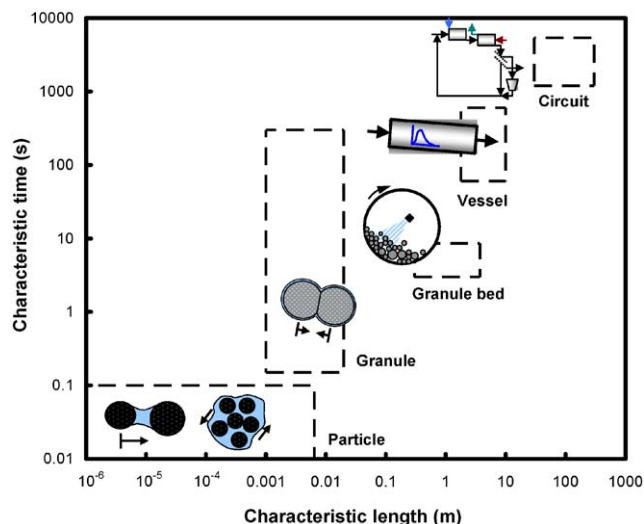 10000
1000
100
10
1
0.1
0.01
Characteristic time (s)
Circuit
Vessel
Granule bed
Granule
Particle
10⁻⁶ 10⁻⁵ 10⁻⁴ 0.001 0.01 0.1 1 10 100 1000
Characteristic length (m)